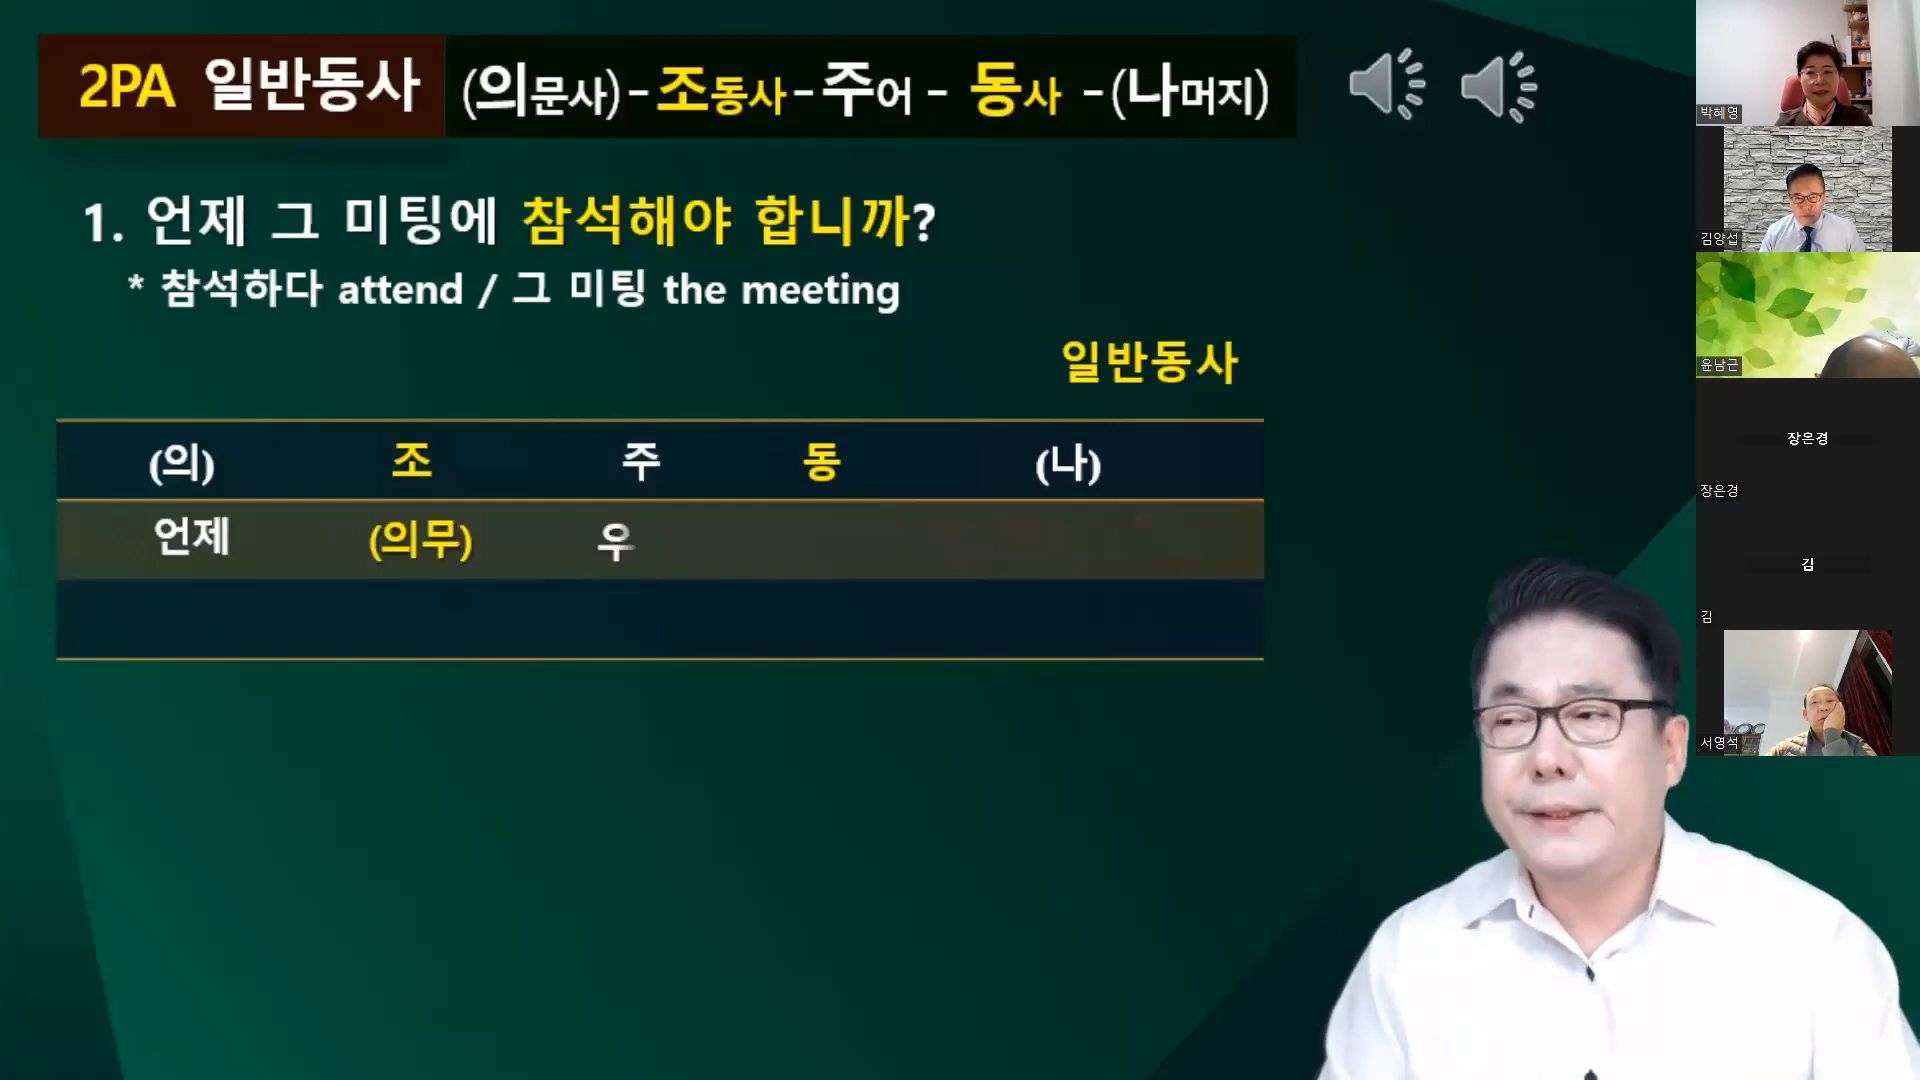 2PA 일반동사 (의문사)-조동사-주어 - 동사 -(나머지)
1. 언제 그 미팅에 참석해야 합니까?
* 참석하다 attend / 그 미팅 the meeting
일반동사
(의) 조 주 동 (나)
언제 (의무) 우
박혜영
김양섭
윤남근
장은경
장은경
김
김
서영석